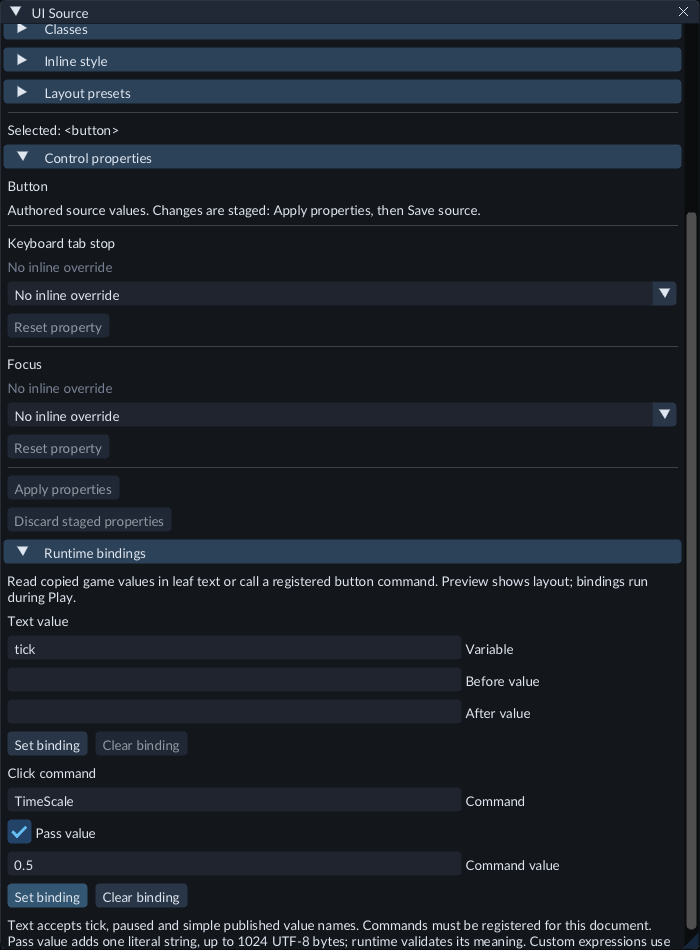 UI Source
Classes
Inline style
Layout presets
Selected: <button>
Control properties
Button
Authored source values. Changes are staged: Apply properties, then Save source.
Keyboard tab stop
No inline override
No inline override
Reset property
Focus
No inline override
No inline override
Reset property
Apply properties
Discard staged properties
Runtime bindings
Read copied game values in leaf text or call a registered button command. Preview shows layout; bindings run
during Play.
Text value
tick Variable
Before value
After value
Set binding Clear binding
Click command
TimeScale Command
Pass value
0.5 Command value
Set binding Clear binding
Text accepts tick, paused and simple published value names. Commands must be registered for this document.
Pass value adds one literal string, up to 1024 UTF-8 bytes; runtime validates its meaning. Custom expressions use